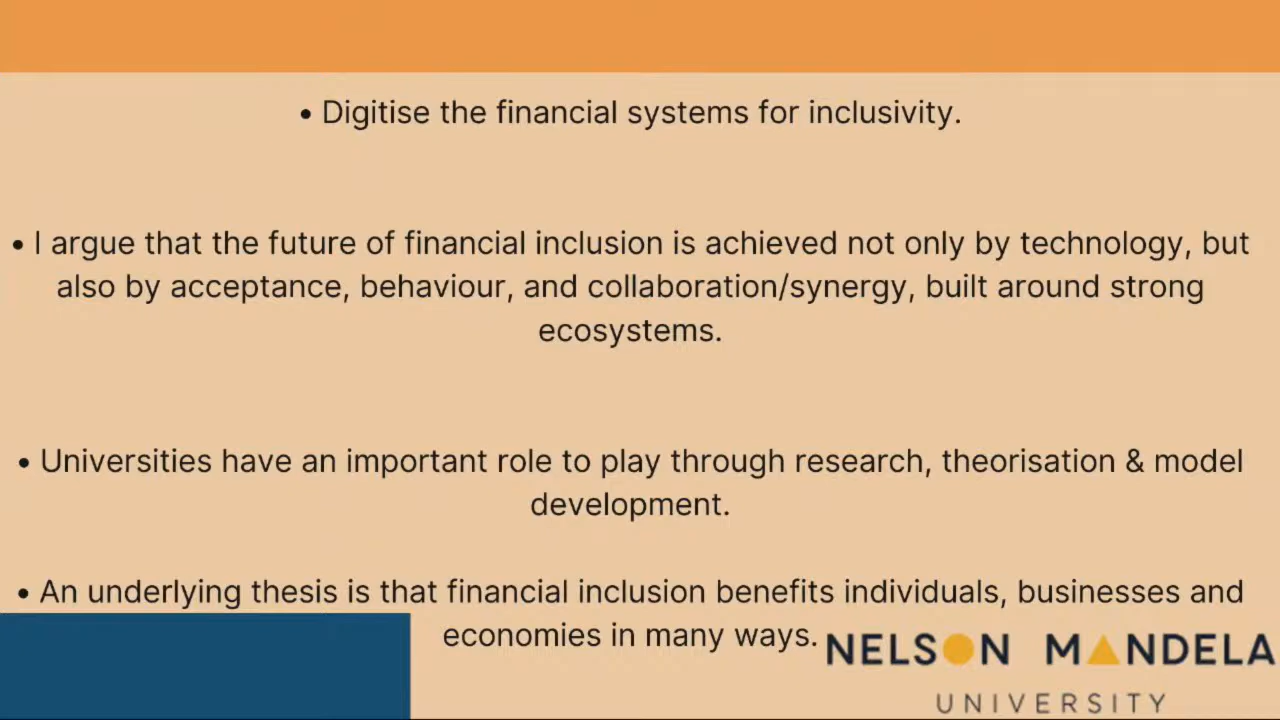 • Digitise the financial systems for inclusivity.
• I argue that the future of financial inclusion is achieved not only by technology, but
also by acceptance, behaviour, and collaboration/synergy, built around strong
ecosystems.
• Universities have an important role to play through research, theorisation & model
development.
• An underlying thesis is that financial inclusion benefits individuals, businesses and
economies in many ways.
NELSON MANDELA
UNIVERSITY